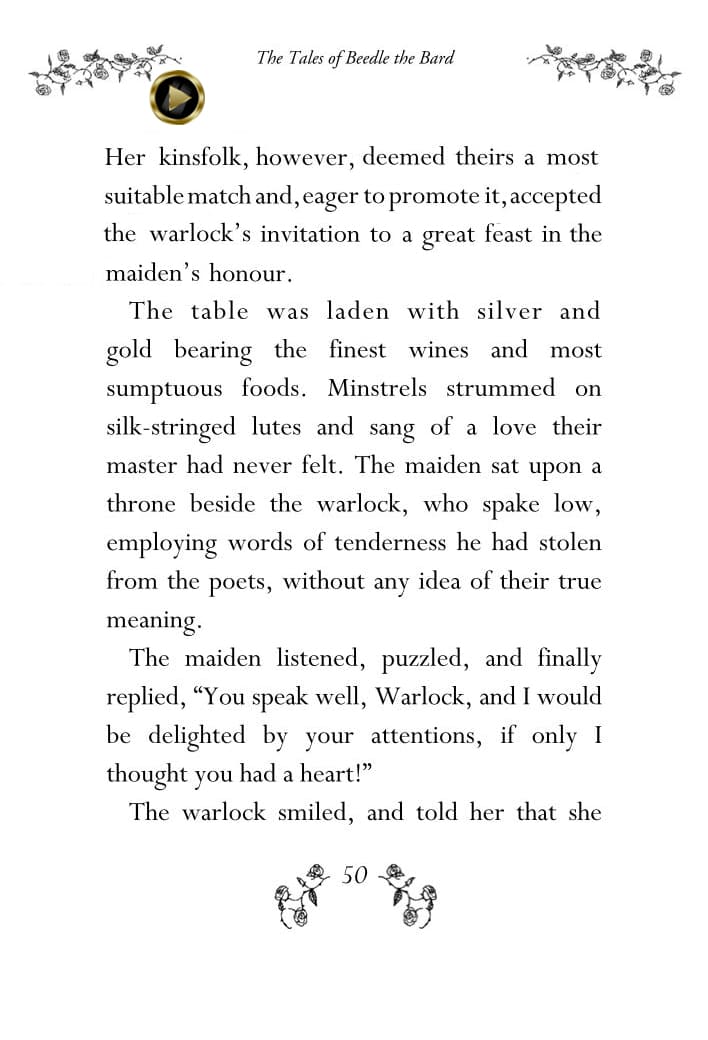 The Tales of Beedle the Bard
Her kinsfolk, however, deemed theirs a most
suitable match and, eager to promote it, accepted
the warlock’s invitation to a great feast in the
maiden’s honour.
The table was laden with silver and
gold bearing the finest wines and most
sumptuous foods. Minstrels strummed on
silk-stringed lutes and sang of a love their
master had never felt. The maiden sat upon a
throne beside the warlock, who spake low,
employing words of tenderness he had stolen
from the poets, without any idea of their true
meaning.
The maiden listened, puzzled, and finally
replied, “You speak well, Warlock, and I would
be delighted by your attentions, if only I
thought you had a heart!”
The warlock smiled, and told her that she
50